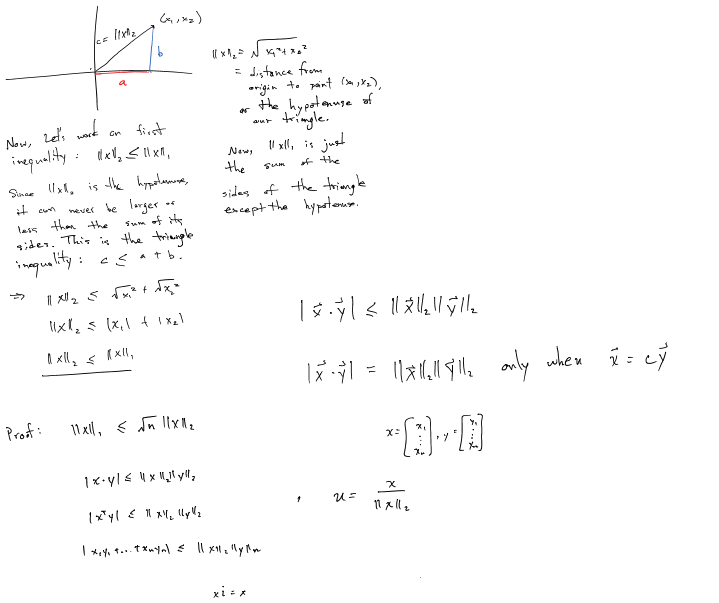 (x₁, x₂)
c = ||x||₂
b
a
||x||₂ = √x₁² + x₂²
= distance from
origin to point (x₁, x₂),
or the hypotenuse of
our triangle.
Now, let's work on first
inequality: ||x||₂ ≤ ||x||₁
Now, ||x||₁ is just
the sum of the
sides of the triangle
except the hypotenuse.
Since ||x||₂ is the hypotenuse,
it can never be larger or
less than the sum of its
sides. This is the triangle
inequality: c ≤ a + b.
⇒ ||x||₂ ≤ √x₁² + √x₂²
||x||₂ ≤ |x₁| + |x₂|
||x||₂ ≤ ||x||₁
|x⃗ · y⃗| ≤ ||x⃗||₂ ||y⃗||₂
|x⃗ · y⃗| = ||x⃗||₂ ||y⃗||₂ only when x⃗ = c y⃗
Proof: ||x||₁ ≤ √n ||x||₂
x = [x₁ ⋮ xₙ], y = [y₁ ⋮ yₙ]
|x · y| ≤ ||x||₂ ||y||₂
, u = x / ||x||₂
|xᵀy| ≤ ||x||₂ ||y||₂
|x₁y₁ + ... + xₙyₙ| ≤ ||x||₂ ||y||ₙ
xi = x